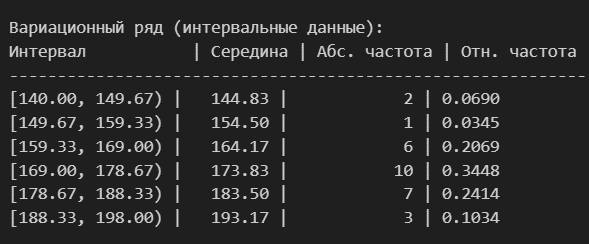 Вариационный ряд (интервальные данные):
Интервал | Середина | Абс. частота | Отн. частота
------------------------------------------------------------
[140.00, 149.67) | 144.83 | 2 | 0.0690
[149.67, 159.33) | 154.50 | 1 | 0.0345
[159.33, 169.00) | 164.17 | 6 | 0.2069
[169.00, 178.67) | 173.83 | 10 | 0.3448
[178.67, 188.33) | 183.50 | 7 | 0.2414
[188.33, 198.00) | 193.17 | 3 | 0.1034